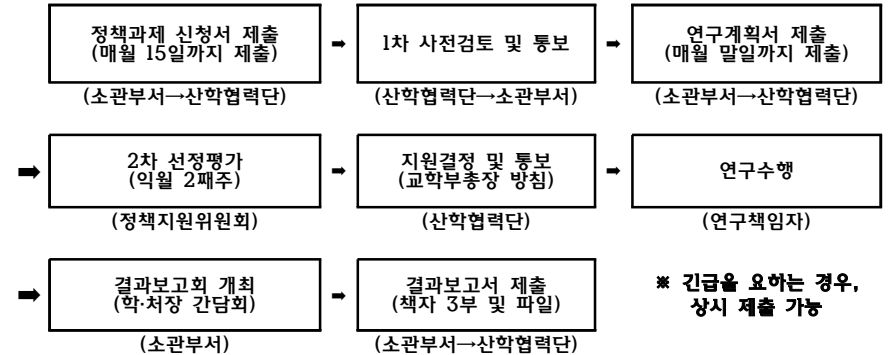 정책과제 신청서 제출
(매월 15일까지 제출)
➡
1차 사전검토 및 통보
➡
연구계획서 제출
(매월 말일까지 제출)
(소관부서→산학협력단)
(산학협력단→소관부서)
(소관부서→산학협력단)
➡
2차 선정평가
(익월 2째주)
➡
지원결정 및 통보
(교학부총장 방침)
➡
연구수행
(정책지원위원회)
(산학협력단)
(연구책임자)
➡
결과보고회 개최
(학·처장 간담회)
➡
결과보고서 제출
(책자 3부 및 파일)
※ 긴급을 요하는 경우,
상시 제출 가능
(소관부서)
(소관부서→산학협력단)